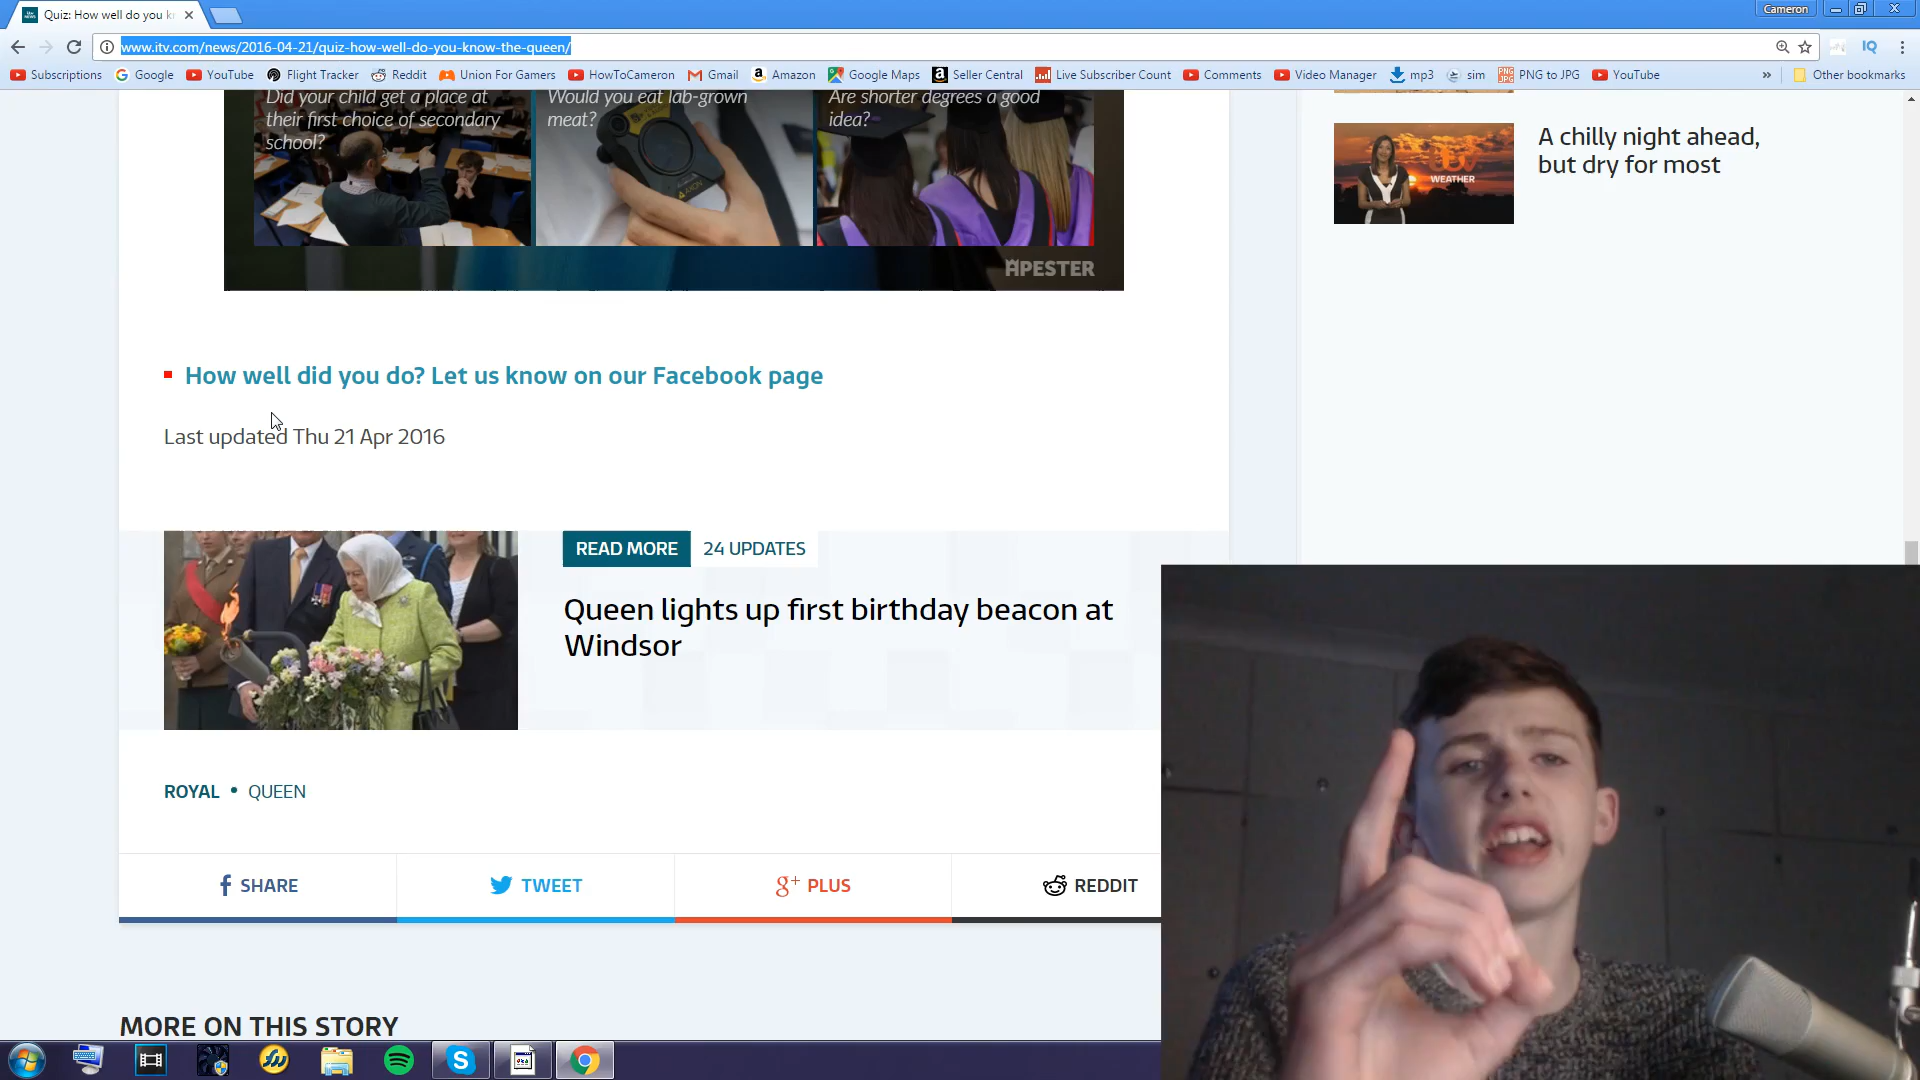 Quiz: How well do you k
Cameron
www.itv.com/news/2016-04-21/quiz-how-well-do-you-know-the-queen/
IQ
Subscriptions Google YouTube Flight Tracker Reddit Union For Gamers HowToCameron Gmail Amazon Google Maps Seller Central Live Subscriber Count Comments Video Manager mp3 sim PNG to JPG YouTube » Other bookmarks
Did your child get a place at
their first choice of secondary
school?
Would you eat lab-grown
meat?
Are shorter degrees a good
idea?
AXON
APESTER
itv
WEATHER
A chilly night ahead,
but dry for most
How well did you do? Let us know on our Facebook page
Last updated Thu 21 Apr 2016
READ MORE 24 UPDATES
Queen lights up first birthday beacon at
Windsor
ROYAL • QUEEN
SHARE
TWEET
g+ PLUS
REDDIT
MORE ON THIS STORY